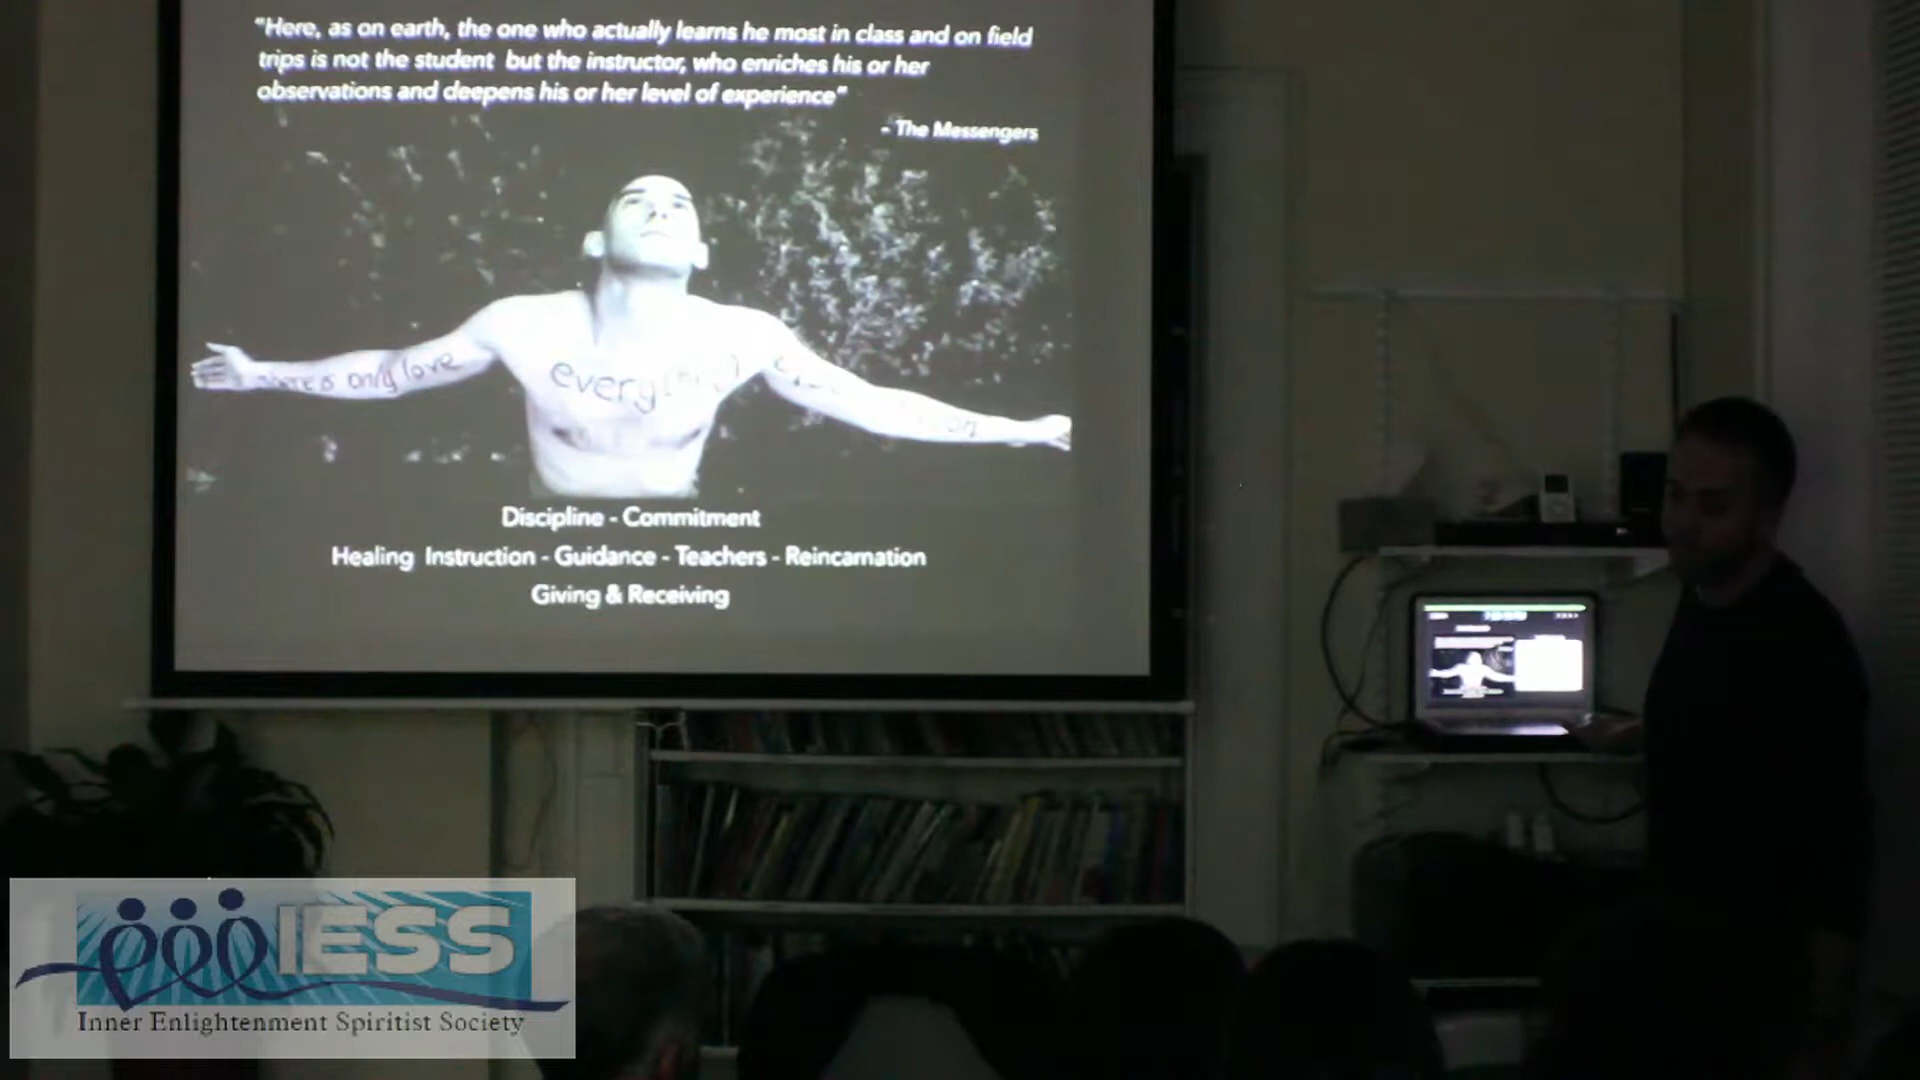 "Here, as on earth, the one who actually learns he most in class and on field
trips is not the student but the instructor, who enriches his or her
observations and deepens his or her level of experience"
- The Messengers
only love
everything
Discipline - Commitment
Healing Instruction - Guidance - Teachers - Reincarnation
Giving & Receiving
IESS
Inner Enlightenment Spiritist Society